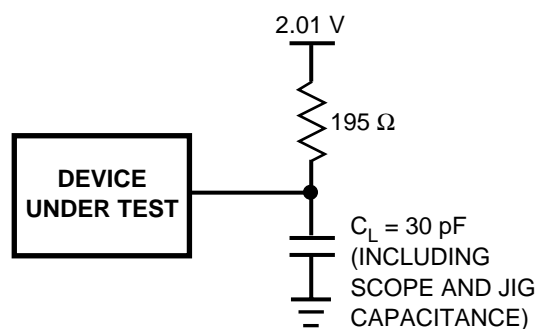 2.01 V
195 Ω
DEVICE
UNDER TEST
C_L = 30 pF
(INCLUDING
SCOPE AND JIG
CAPACITANCE)